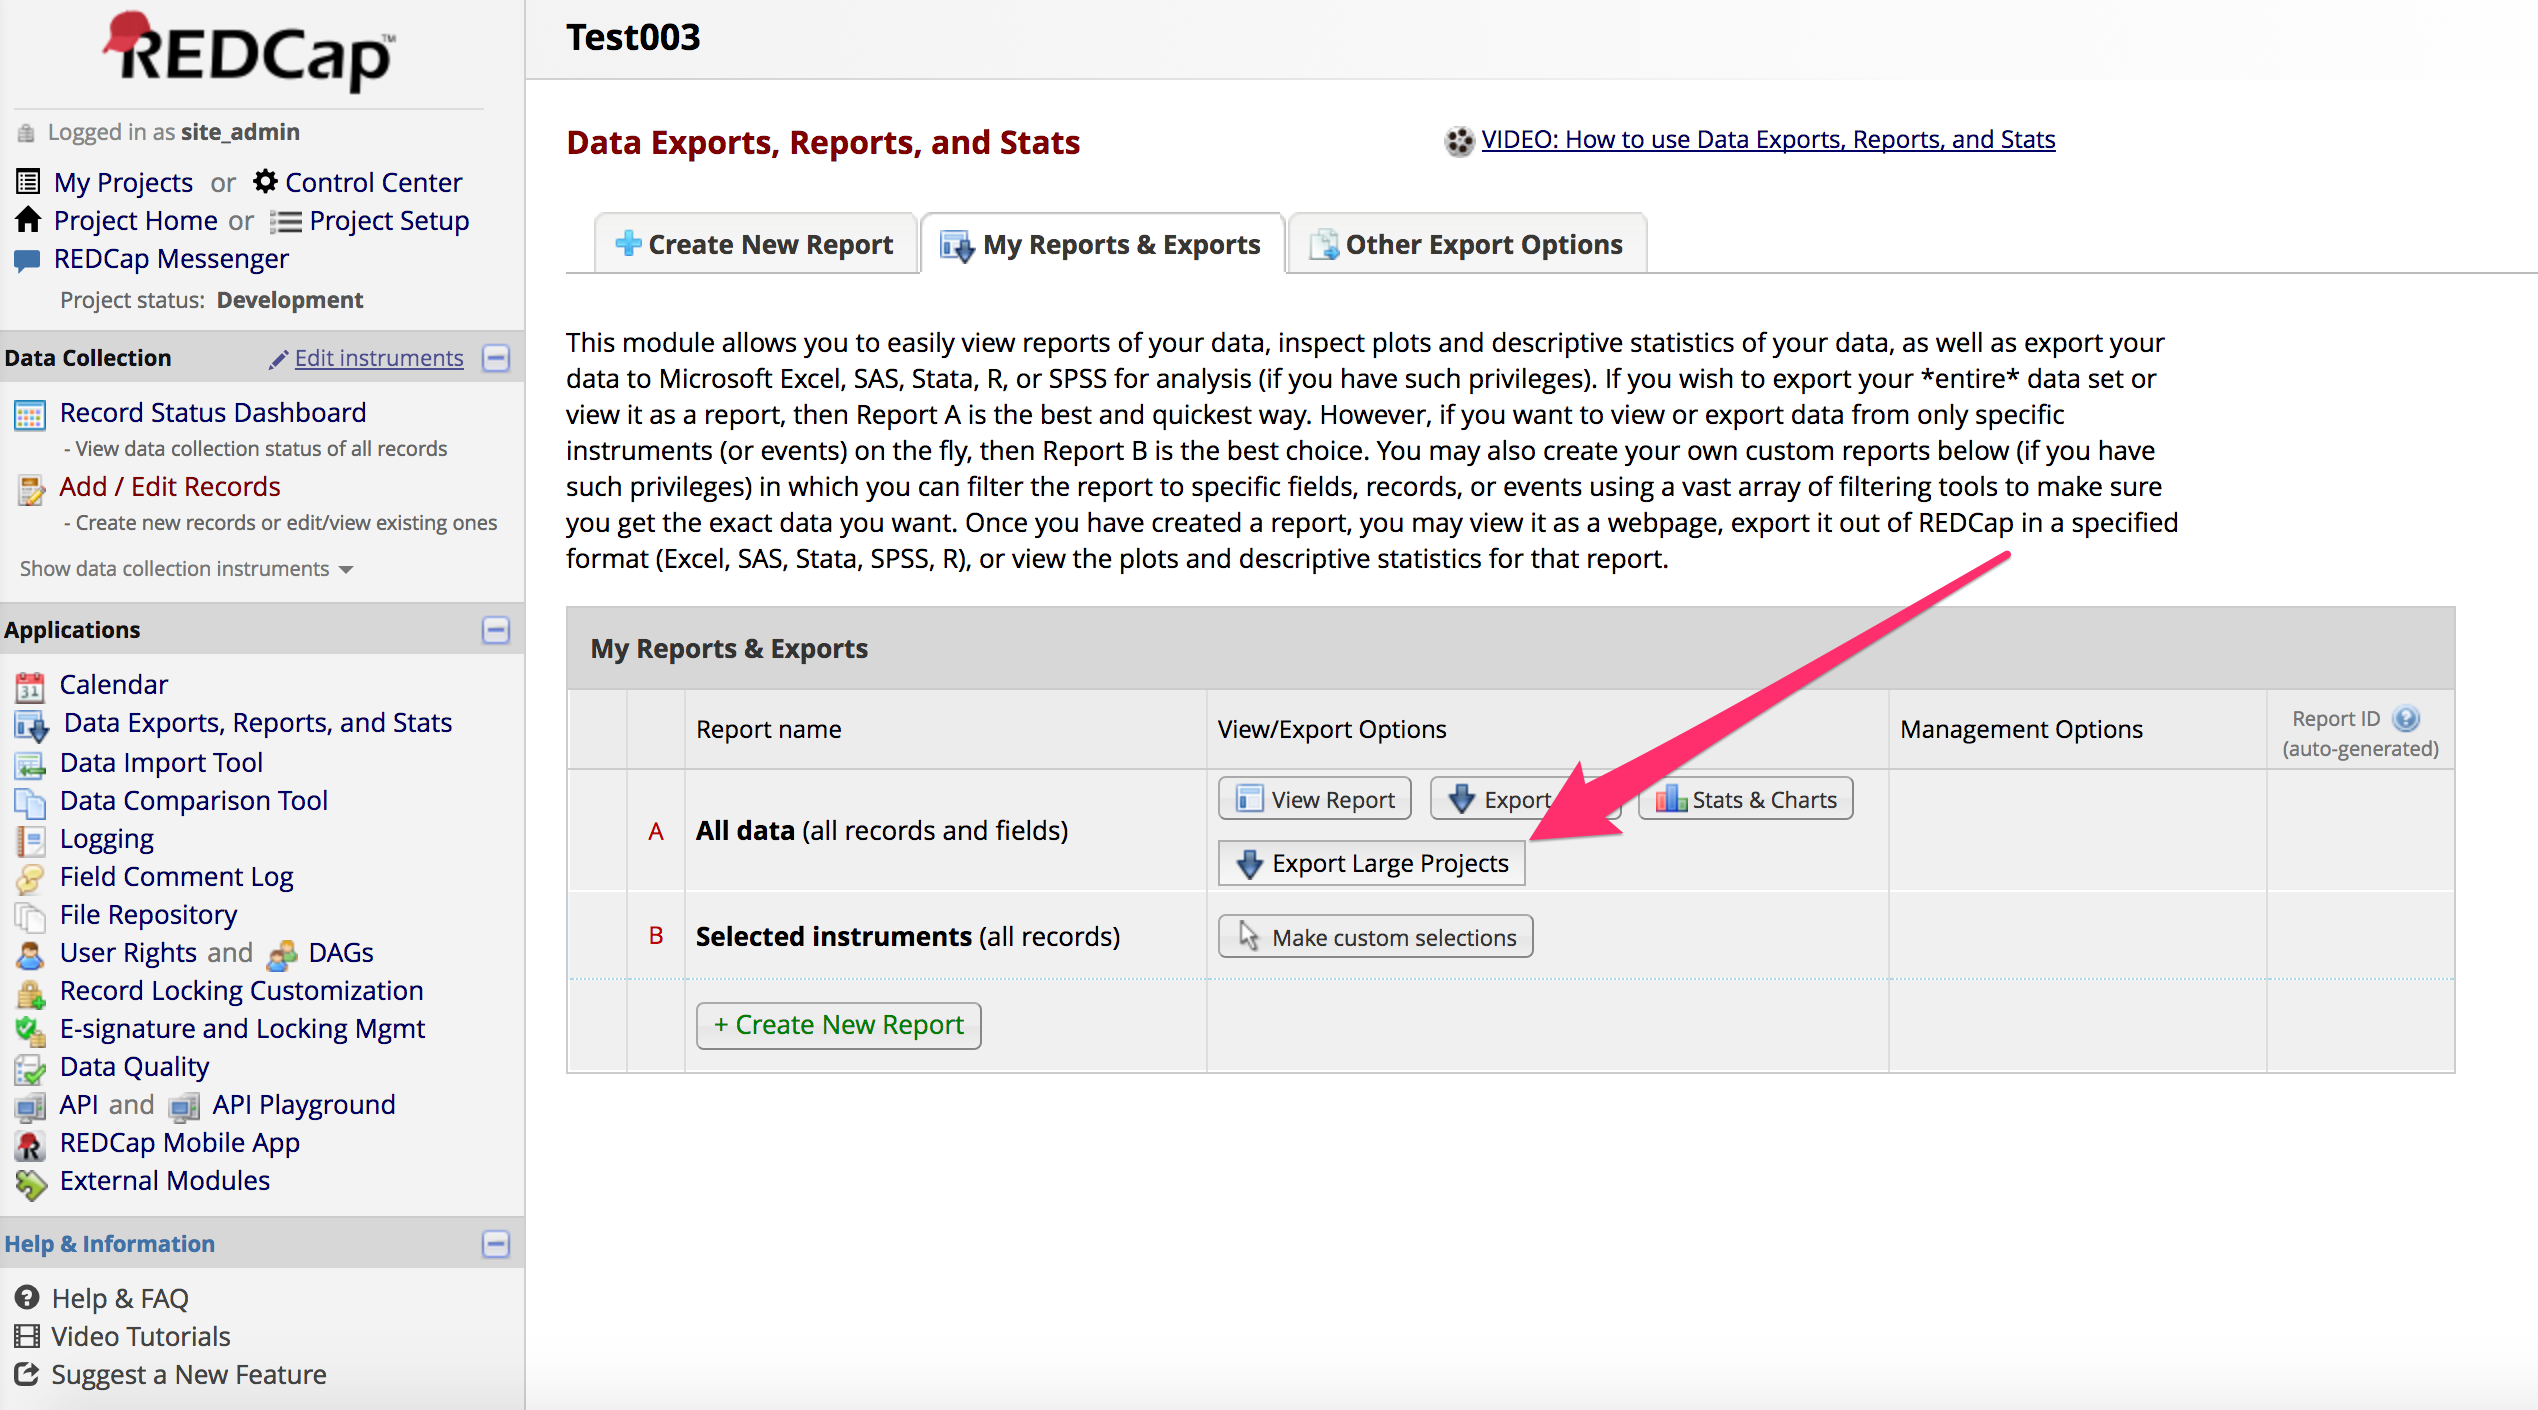 REDCap™
Logged in as site_admin
My Projects or Control Center
Project Home or Project Setup
REDCap Messenger
Project status: Development
Data Collection Edit instruments
Record Status Dashboard
- View data collection status of all records
Add / Edit Records
- Create new records or edit/view existing ones
Show data collection instruments
Applications
31 Calendar
Data Exports, Reports, and Stats
Data Import Tool
Data Comparison Tool
Logging
Field Comment Log
File Repository
User Rights and DAGs
Record Locking Customization
E-signature and Locking Mgmt
Data Quality
API and API Playground
REDCap Mobile App
External Modules
Help & Information
Help & FAQ
Video Tutorials
Suggest a New Feature
Test003
Data Exports, Reports, and Stats
VIDEO: How to use Data Exports, Reports, and Stats
Create New Report
My Reports & Exports
Other Export Options
This module allows you to easily view reports of your data, inspect plots and descriptive statistics of your data, as well as export your
data to Microsoft Excel, SAS, Stata, R, or SPSS for analysis (if you have such privileges). If you wish to export your *entire* data set or
view it as a report, then Report A is the best and quickest way. However, if you want to view or export data from only specific
instruments (or events) on the fly, then Report B is the best choice. You may also create your own custom reports below (if you have
such privileges) in which you can filter the report to specific fields, records, or events using a vast array of filtering tools to make sure
you get the exact data you want. Once you have created a report, you may view it as a webpage, export it out of REDCap in a specified
format (Excel, SAS, Stata, SPSS, R), or view the plots and descriptive statistics for that report.
My Reports & Exports
Report name
View/Export Options
Management Options
Report ID
(auto-generated)
A
All data (all records and fields)
View Report
Export
Stats & Charts
Export Large Projects
B
Selected instruments (all records)
Make custom selections
+ Create New Report